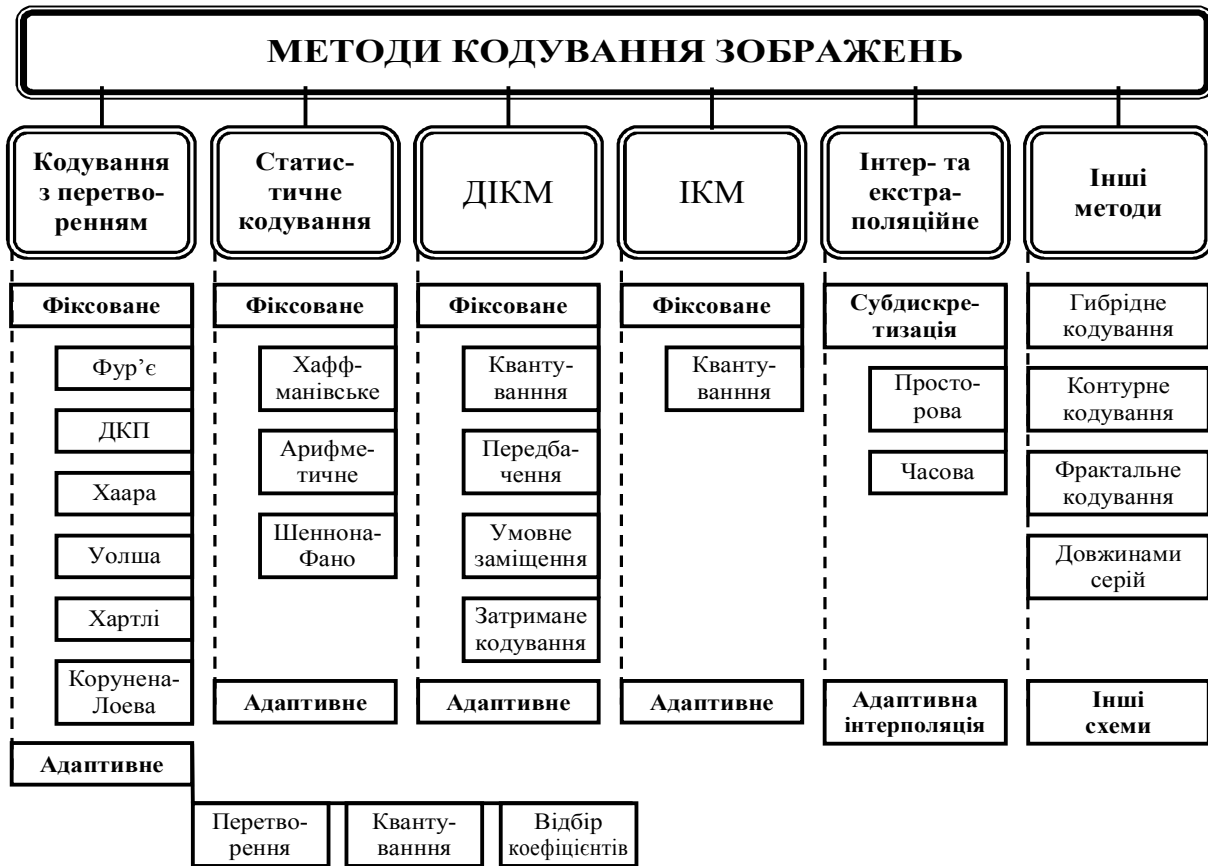 МЕТОДИ КОДУВАННЯ ЗОБРАЖЕНЬ
Кодування
з перетво-
ренням
Статис-
тичне
кодування
ДІКМ
ІКМ
Інтер- та
екстра-
поляційне
Інші
методи
Фіксоване
Фур’є
ДКП
Хаара
Уолша
Хартлі
Корунена-
Лоева
Адаптивне
Перетво-
рення
Кванту-
ванння
Відбір
коефіцієнтів
Фіксоване
Хафф-
манівське
Арифме-
тичне
Шеннона-
Фано
Адаптивне
Фіксоване
Кванту-
ванння
Передба-
чення
Умовне
заміщення
Затримане
кодування
Адаптивне
Фіксоване
Кванту-
ванння
Адаптивне
Субдискре-
тизація
Просто-
рова
Часова
Адаптивна
інтерполяція
Гибрідне
кодування
Контурне
кодування
Фрактальне
кодування
Довжинами
серій
Інші
схеми